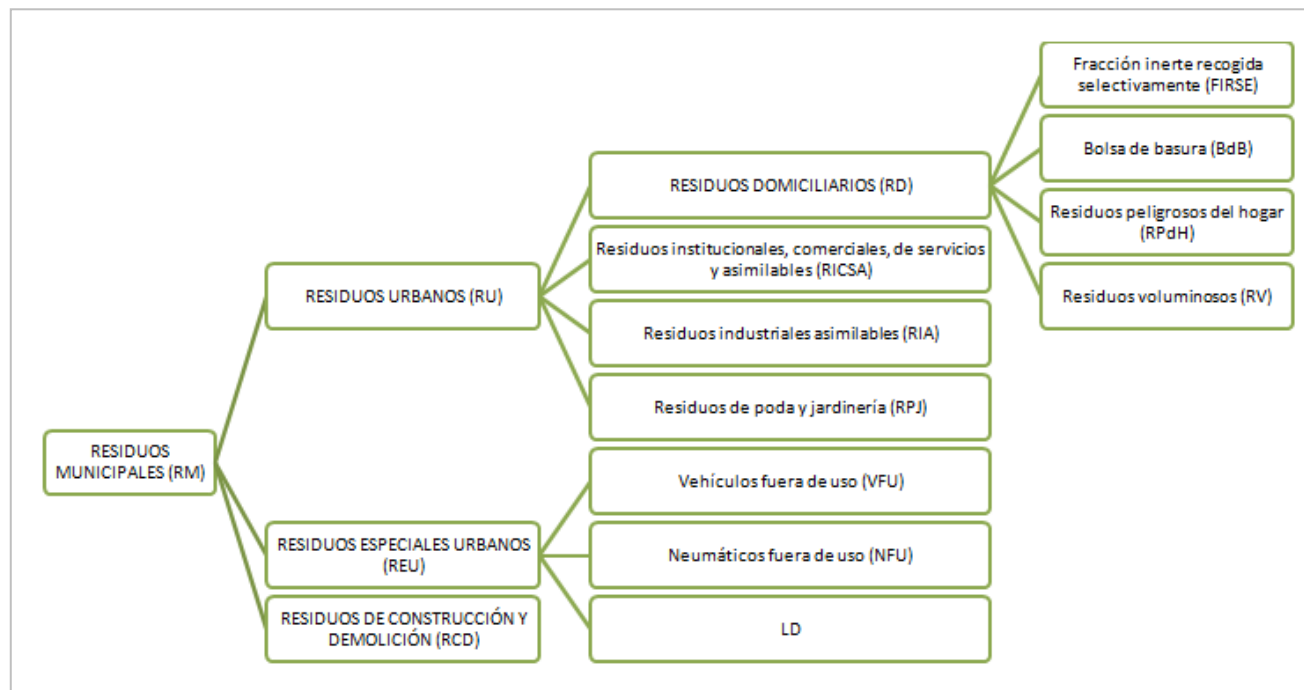 RESIDUOS
MUNICIPALES (RM)
RESIDUOS URBANOS (RU)
RESIDUOS DOMICILIARIOS (RD)
Fracción inerte recogida
selectivamente (FIRSE)
Bolsa de basura (BdB)
Residuos peligrosos del hogar
(RPdH)
Residuos voluminosos (RV)
Residuos institucionales, comerciales, de servicios
y asimilables (RICSA)
Residuos industriales asimilables (RIA)
Residuos de poda y jardinería (RPJ)
RESIDUOS ESPECIALES URBANOS
(REU)
Vehículos fuera de uso (VFU)
Neumáticos fuera de uso (NFU)
LD
RESIDUOS DE CONSTRUCCIÓN Y
DEMOLICIÓN (RCD)